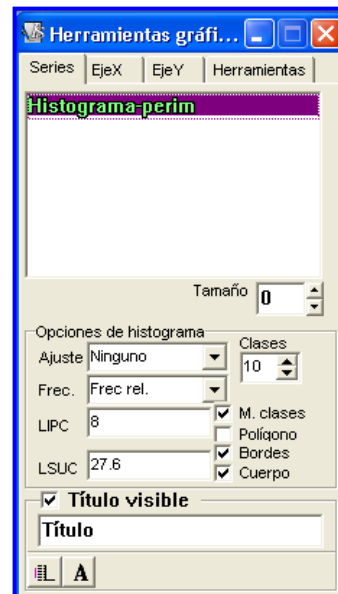 Herramientas gráfi...
Series EjeX EjeY Herramientas
Histograma-perim
Tamaño 0
Opciones de histograma
Clases
Ajuste Ninguno 10
Frec. Frec rel.
LIPC 8 M. clases
Polígono
LSUC 27.6 Bordes
Cuerpo
Título visible
Título
L A